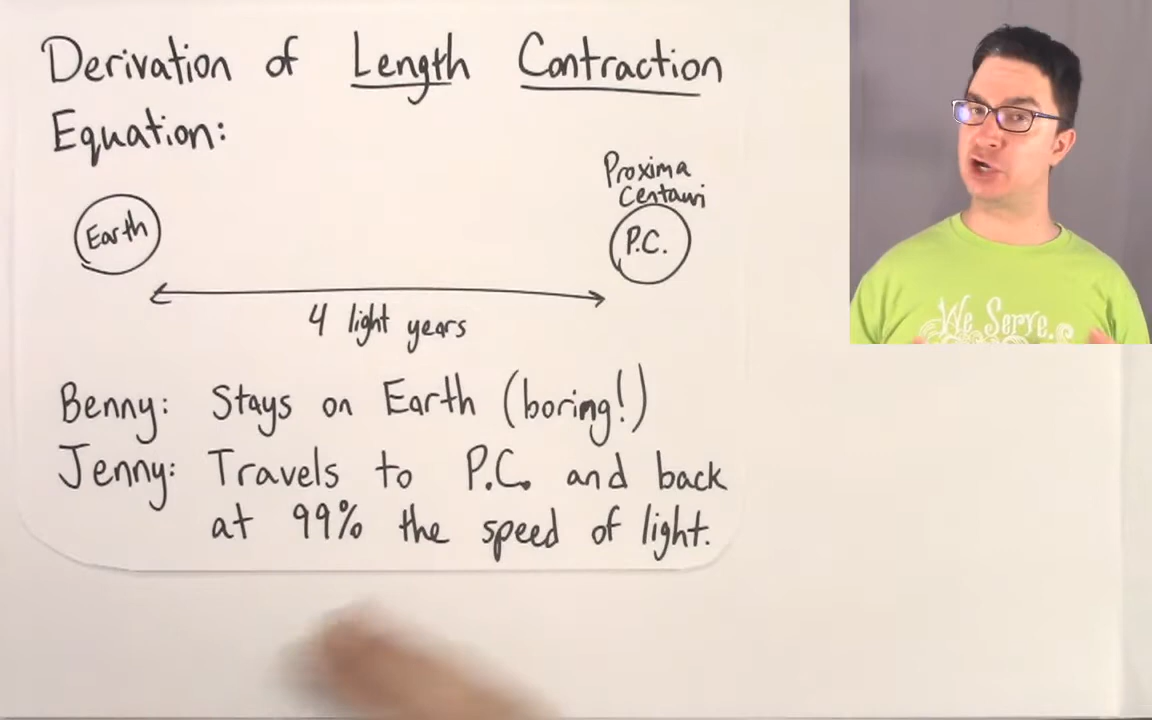 Derivation of Length Contraction
Equation:
Proxima
Centauri
Earth
P.C.
4 light years
Benny: Stays on Earth (boring!)
Jenny: Travels to P.C. and back
at 99% the speed of light.
We Serve